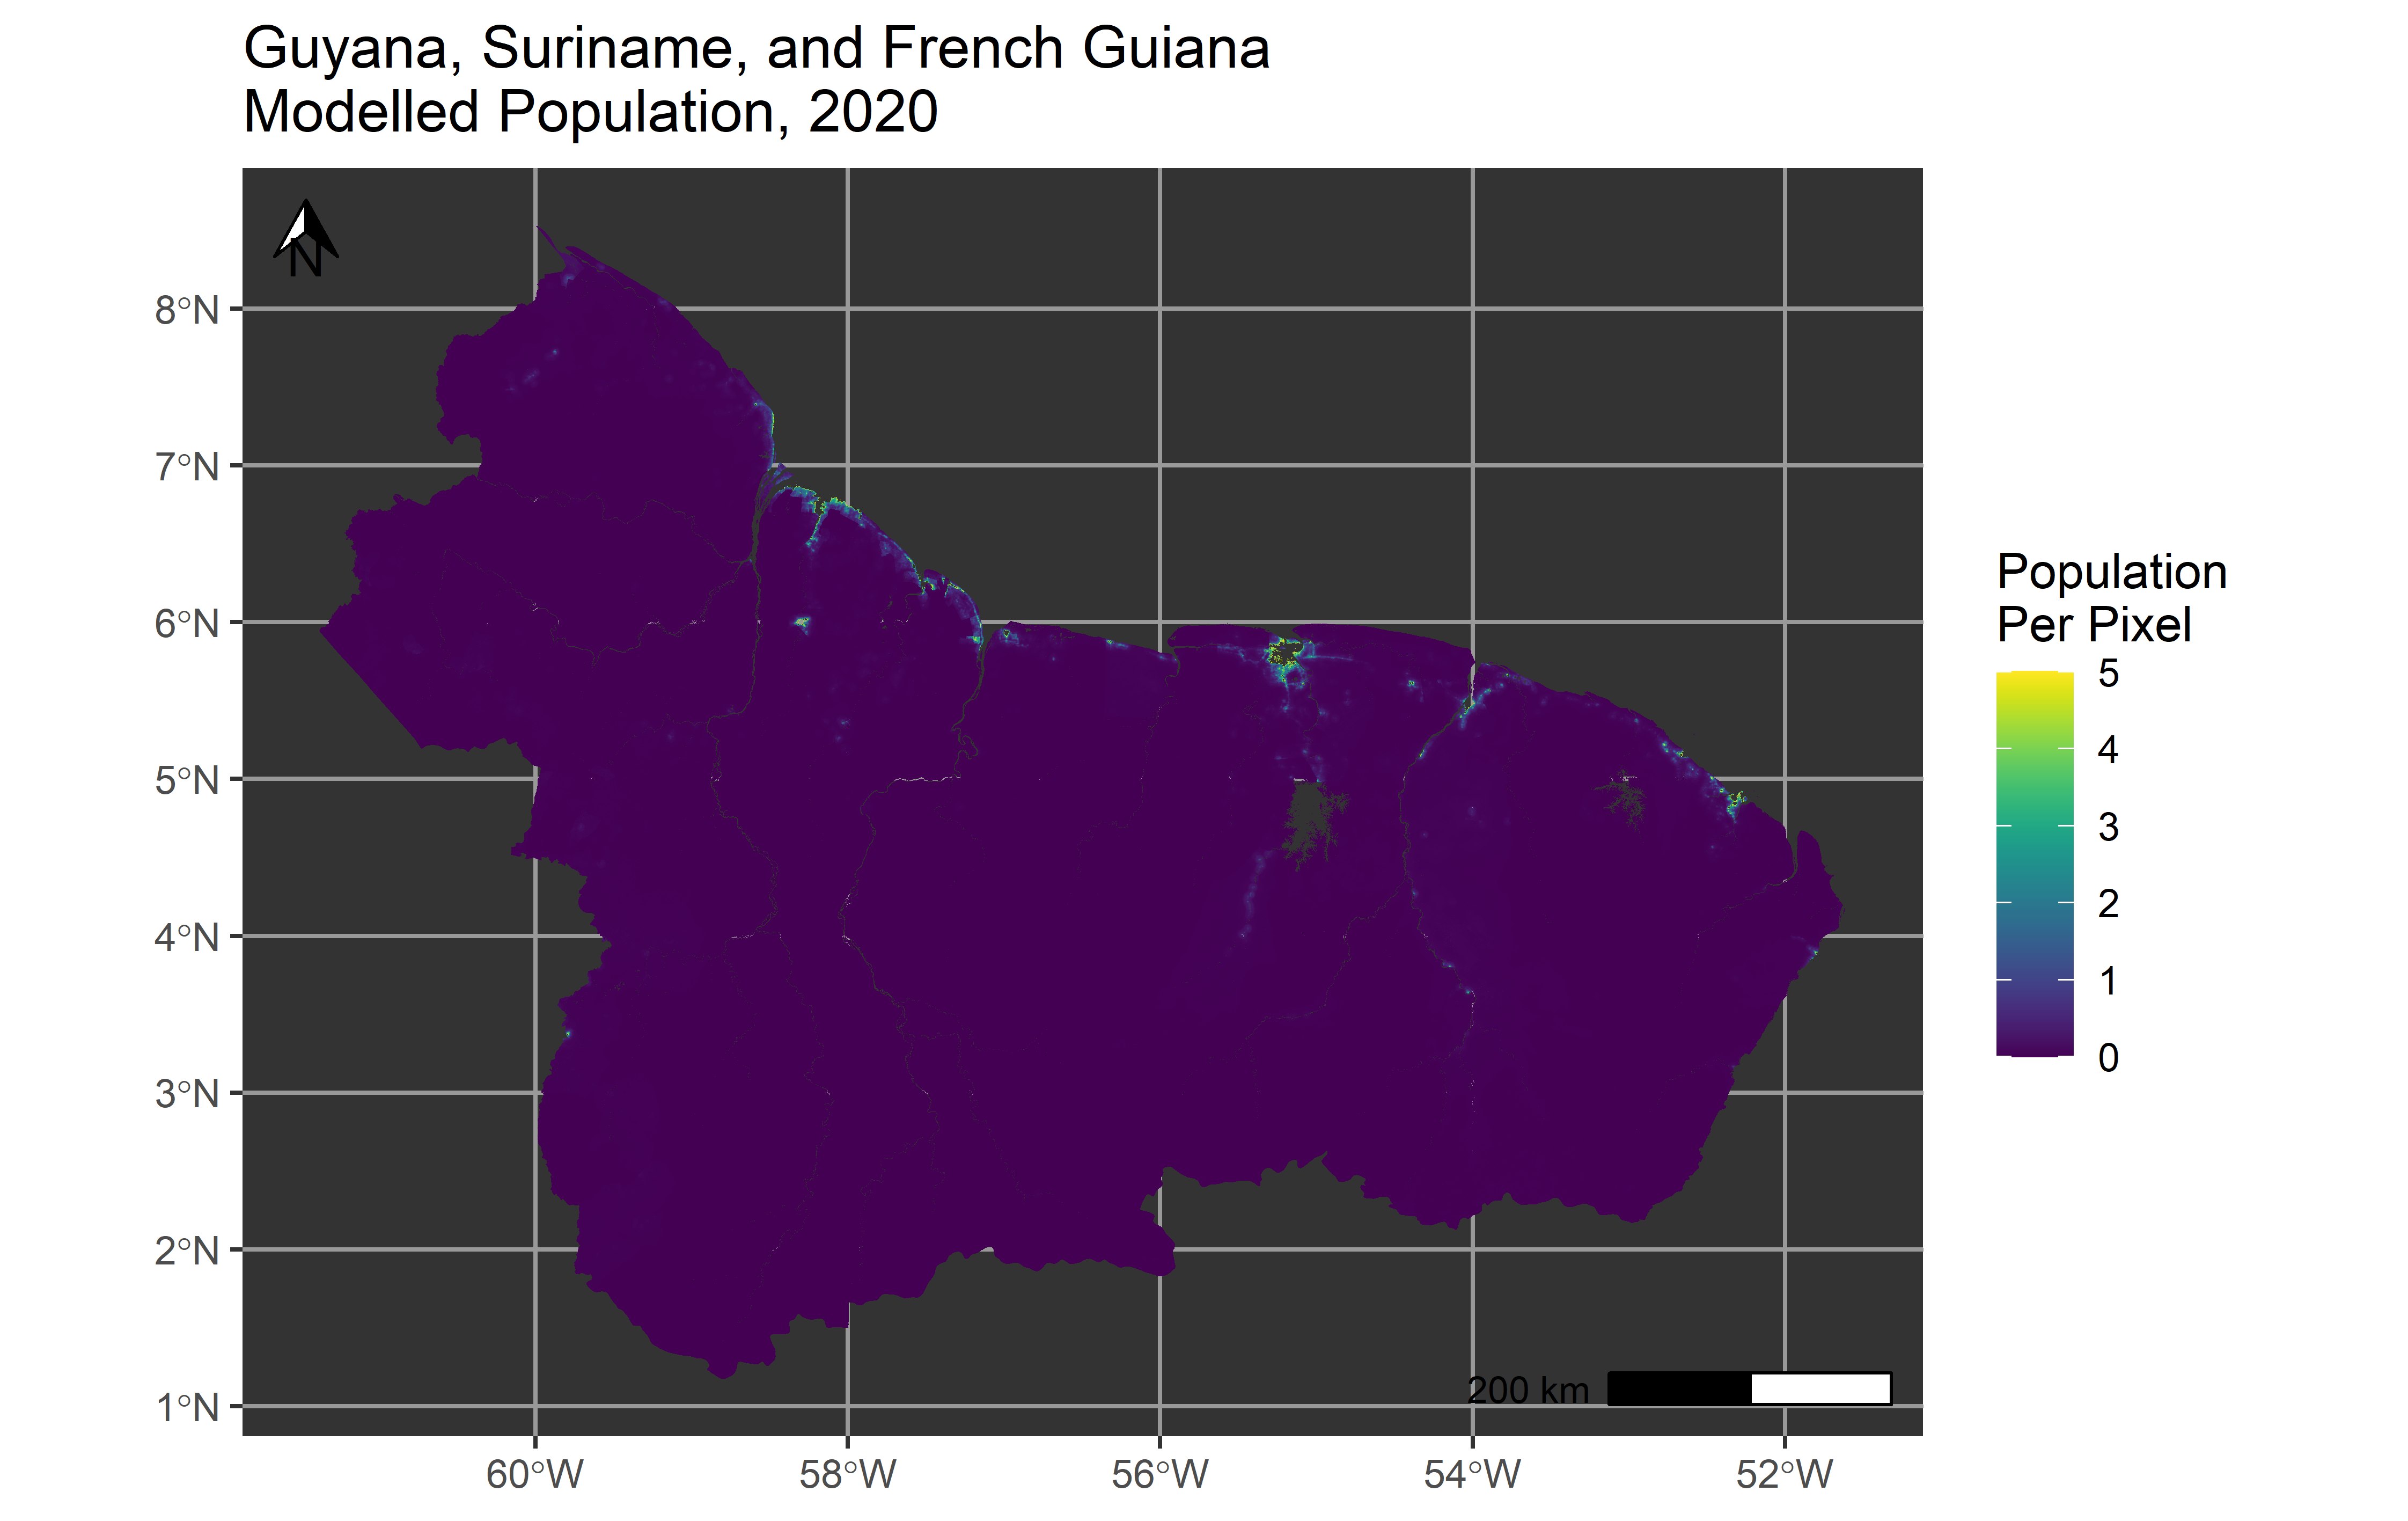 Guyana, Suriname, and French Guiana
Modelled Population, 2020
N
8°N
7°N
6°N
5°N
4°N
3°N
2°N
1°N
60°W
58°W
56°W
54°W
52°W
200 km
Population
Per Pixel
5
4
3
2
1
0